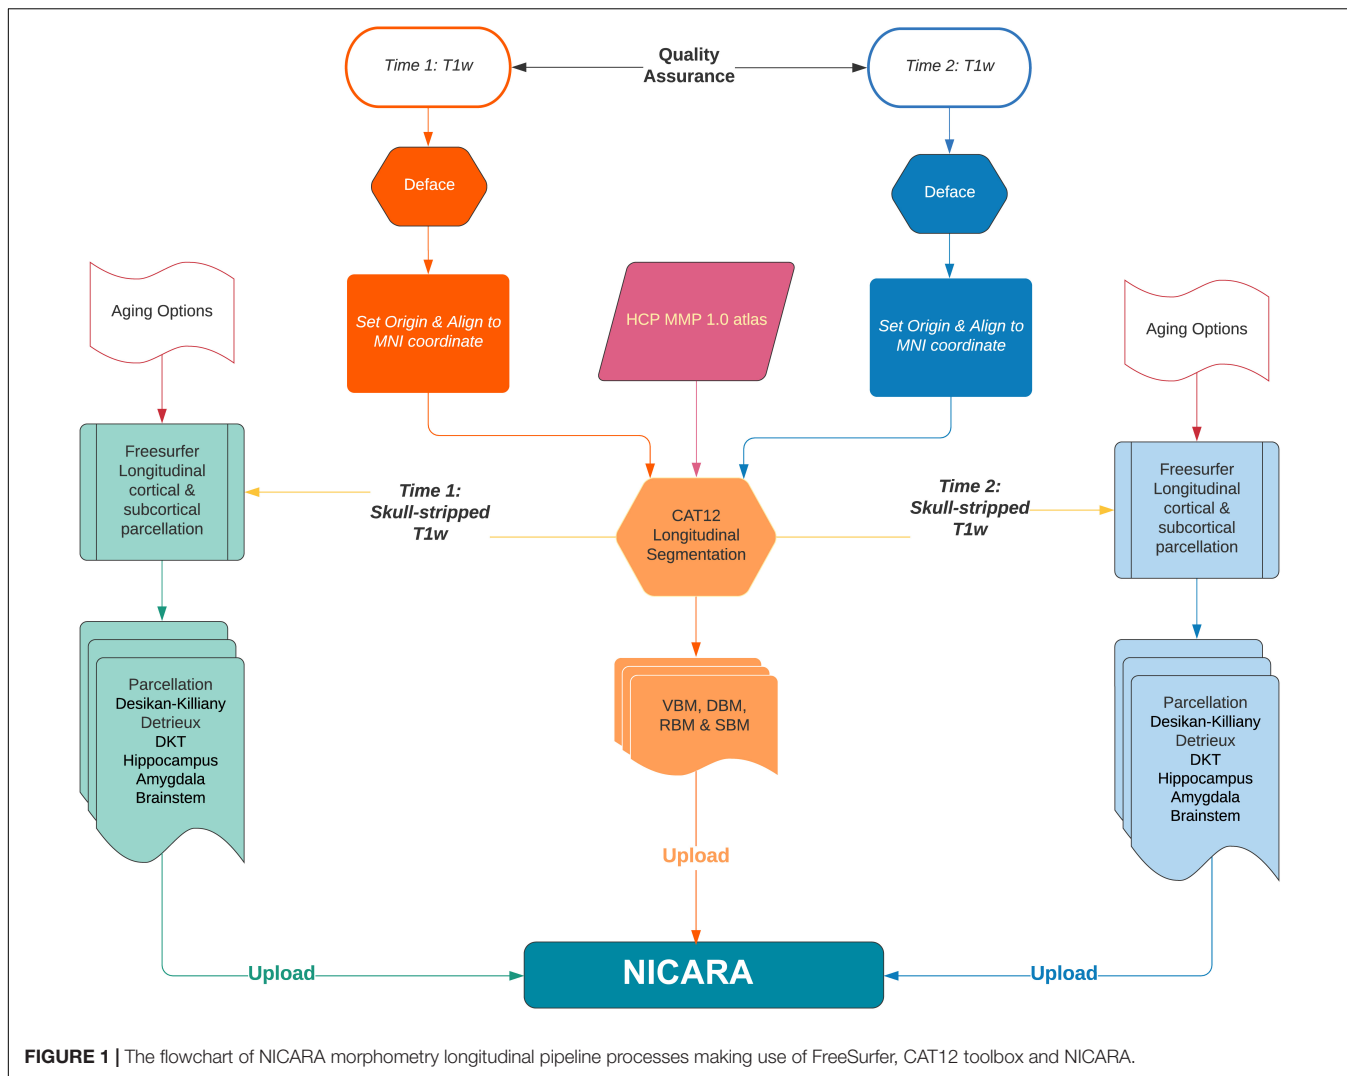 Time 1: T1w
Quality
Assurance
Time 2: T1w
Deface
Deface
Aging Options
Set Origin & Align to
MNI coordinate
HCP MMP 1.0 atlas
Set Origin & Align to
MNI coordinate
Aging Options
Freesurfer
Longitudinal
cortical &
subcortical
parcellation
Time 1:
Skull-stripped
T1w
CAT12
Longitudinal
Segmentation
Time 2:
Skull-stripped
T1w
Freesurfer
Longitudinal
cortical &
subcortical
parcellation
Parcellation
Desikan-Killiany
Detrieux
DKT
Hippocampus
Amygdala
Brainstem
VBM, DBM,
RBM & SBM
Parcellation
Desikan-Killiany
Detrieux
DKT
Hippocampus
Amygdala
Brainstem
Upload
Upload
NICARA
Upload
FIGURE 1 | The flowchart of NICARA morphometry longitudinal pipeline processes making use of FreeSurfer, CAT12 toolbox and NICARA.